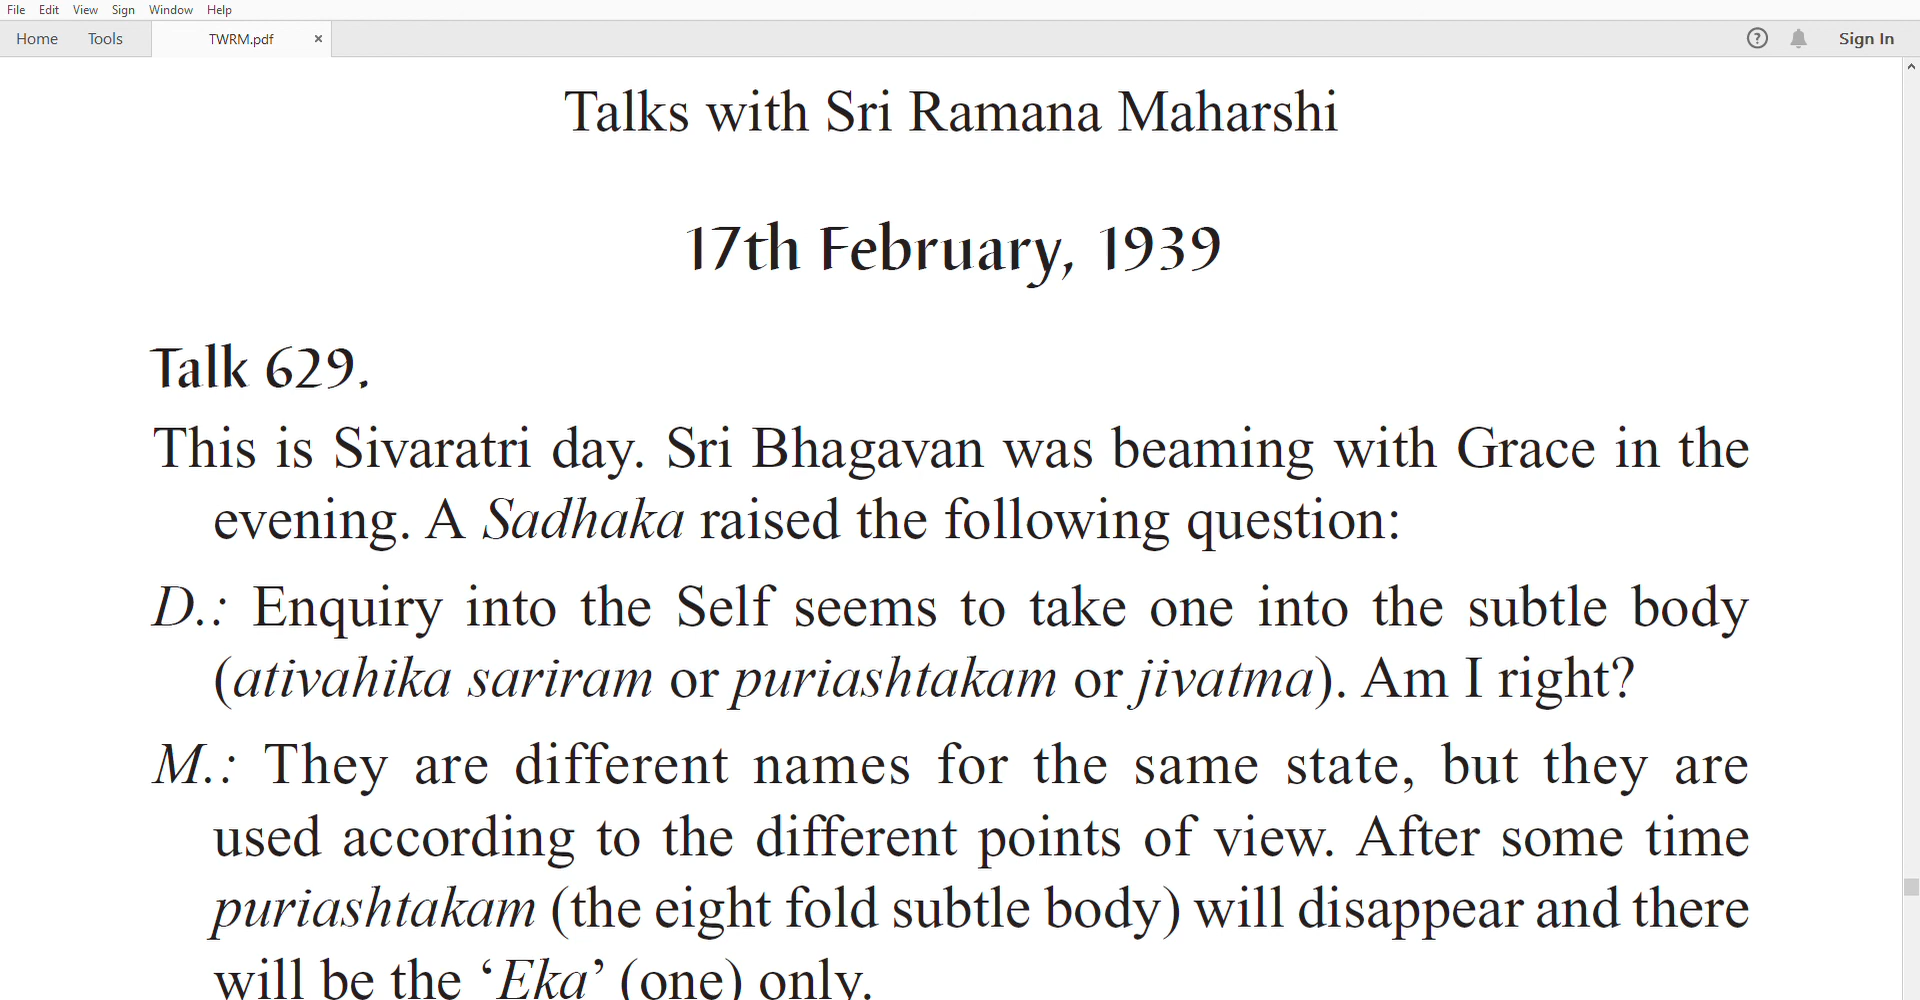 File Edit View Sign Window Help
Home Tools TWRM.pdf × ? Sign In
Talks with Sri Ramana Maharshi
17th February, 1939
Talk 629.
This is Sivaratri day. Sri Bhagavan was beaming with Grace in the
evening. A Sadhaka raised the following question:
D.: Enquiry into the Self seems to take one into the subtle body
(ativahika sariram or puriashtakam or jivatma). Am I right?
M.: They are different names for the same state, but they are
used according to the different points of view. After some time
puriashtakam (the eight fold subtle body) will disappear and there
will be the ‘Eka’ (one) only.